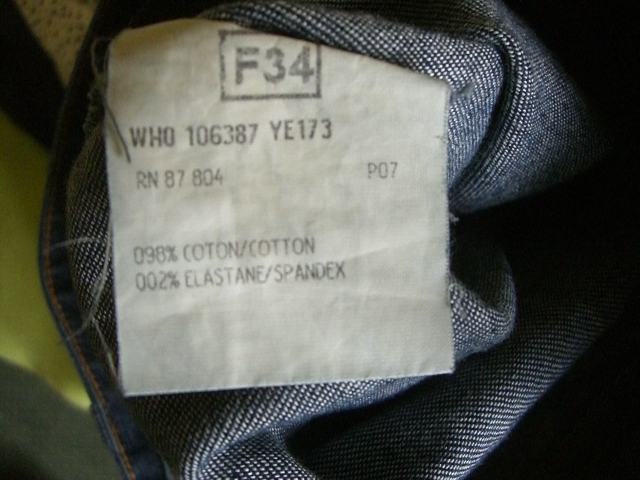 F34
WHO 106387 YE173
RN 87 804 P07
098% COTON/COTTON
002% ELASTANE/SPANDEX